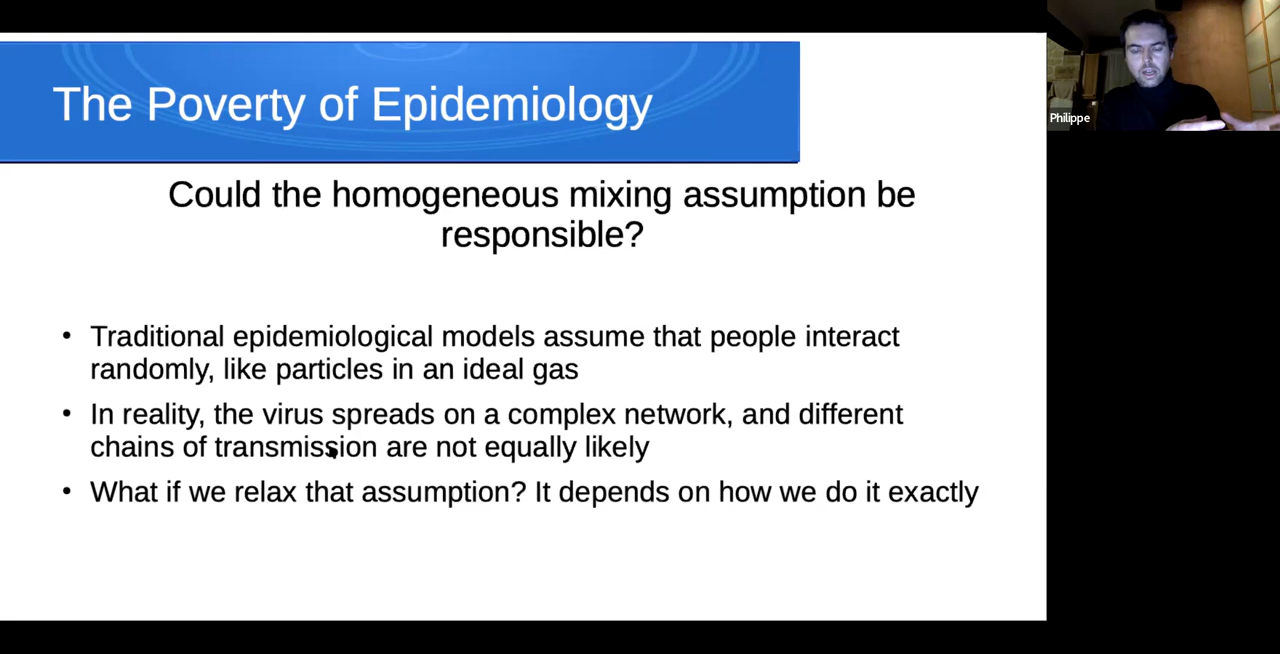 The Poverty of Epidemiology
Philippe
Could the homogeneous mixing assumption be
responsible?
• Traditional epidemiological models assume that people interact
randomly, like particles in an ideal gas
• In reality, the virus spreads on a complex network, and different
chains of transmission are not equally likely
• What if we relax that assumption? It depends on how we do it exactly